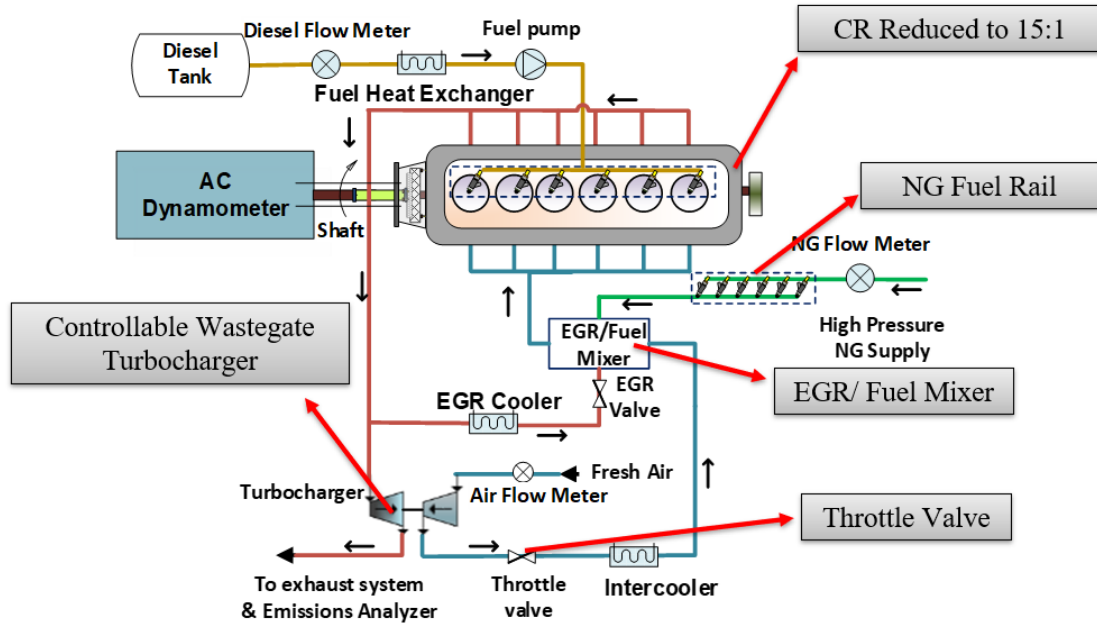 Diesel Flow Meter
Fuel pump
CR Reduced to 15:1
Diesel
Tank
Fuel Heat Exchanger
AC
Dynamometer
Shaft
NG Fuel Rail
NG Flow Meter
High Pressure
NG Supply
Controllable Wastegate
Turbocharger
EGR/Fuel
Mixer
EGR
Valve
EGR/ Fuel Mixer
EGR Cooler
Fresh Air
Turbocharger
Air Flow Meter
Throttle Valve
To exhaust system
& Emissions Analyzer
Throttle
valve
Intercooler